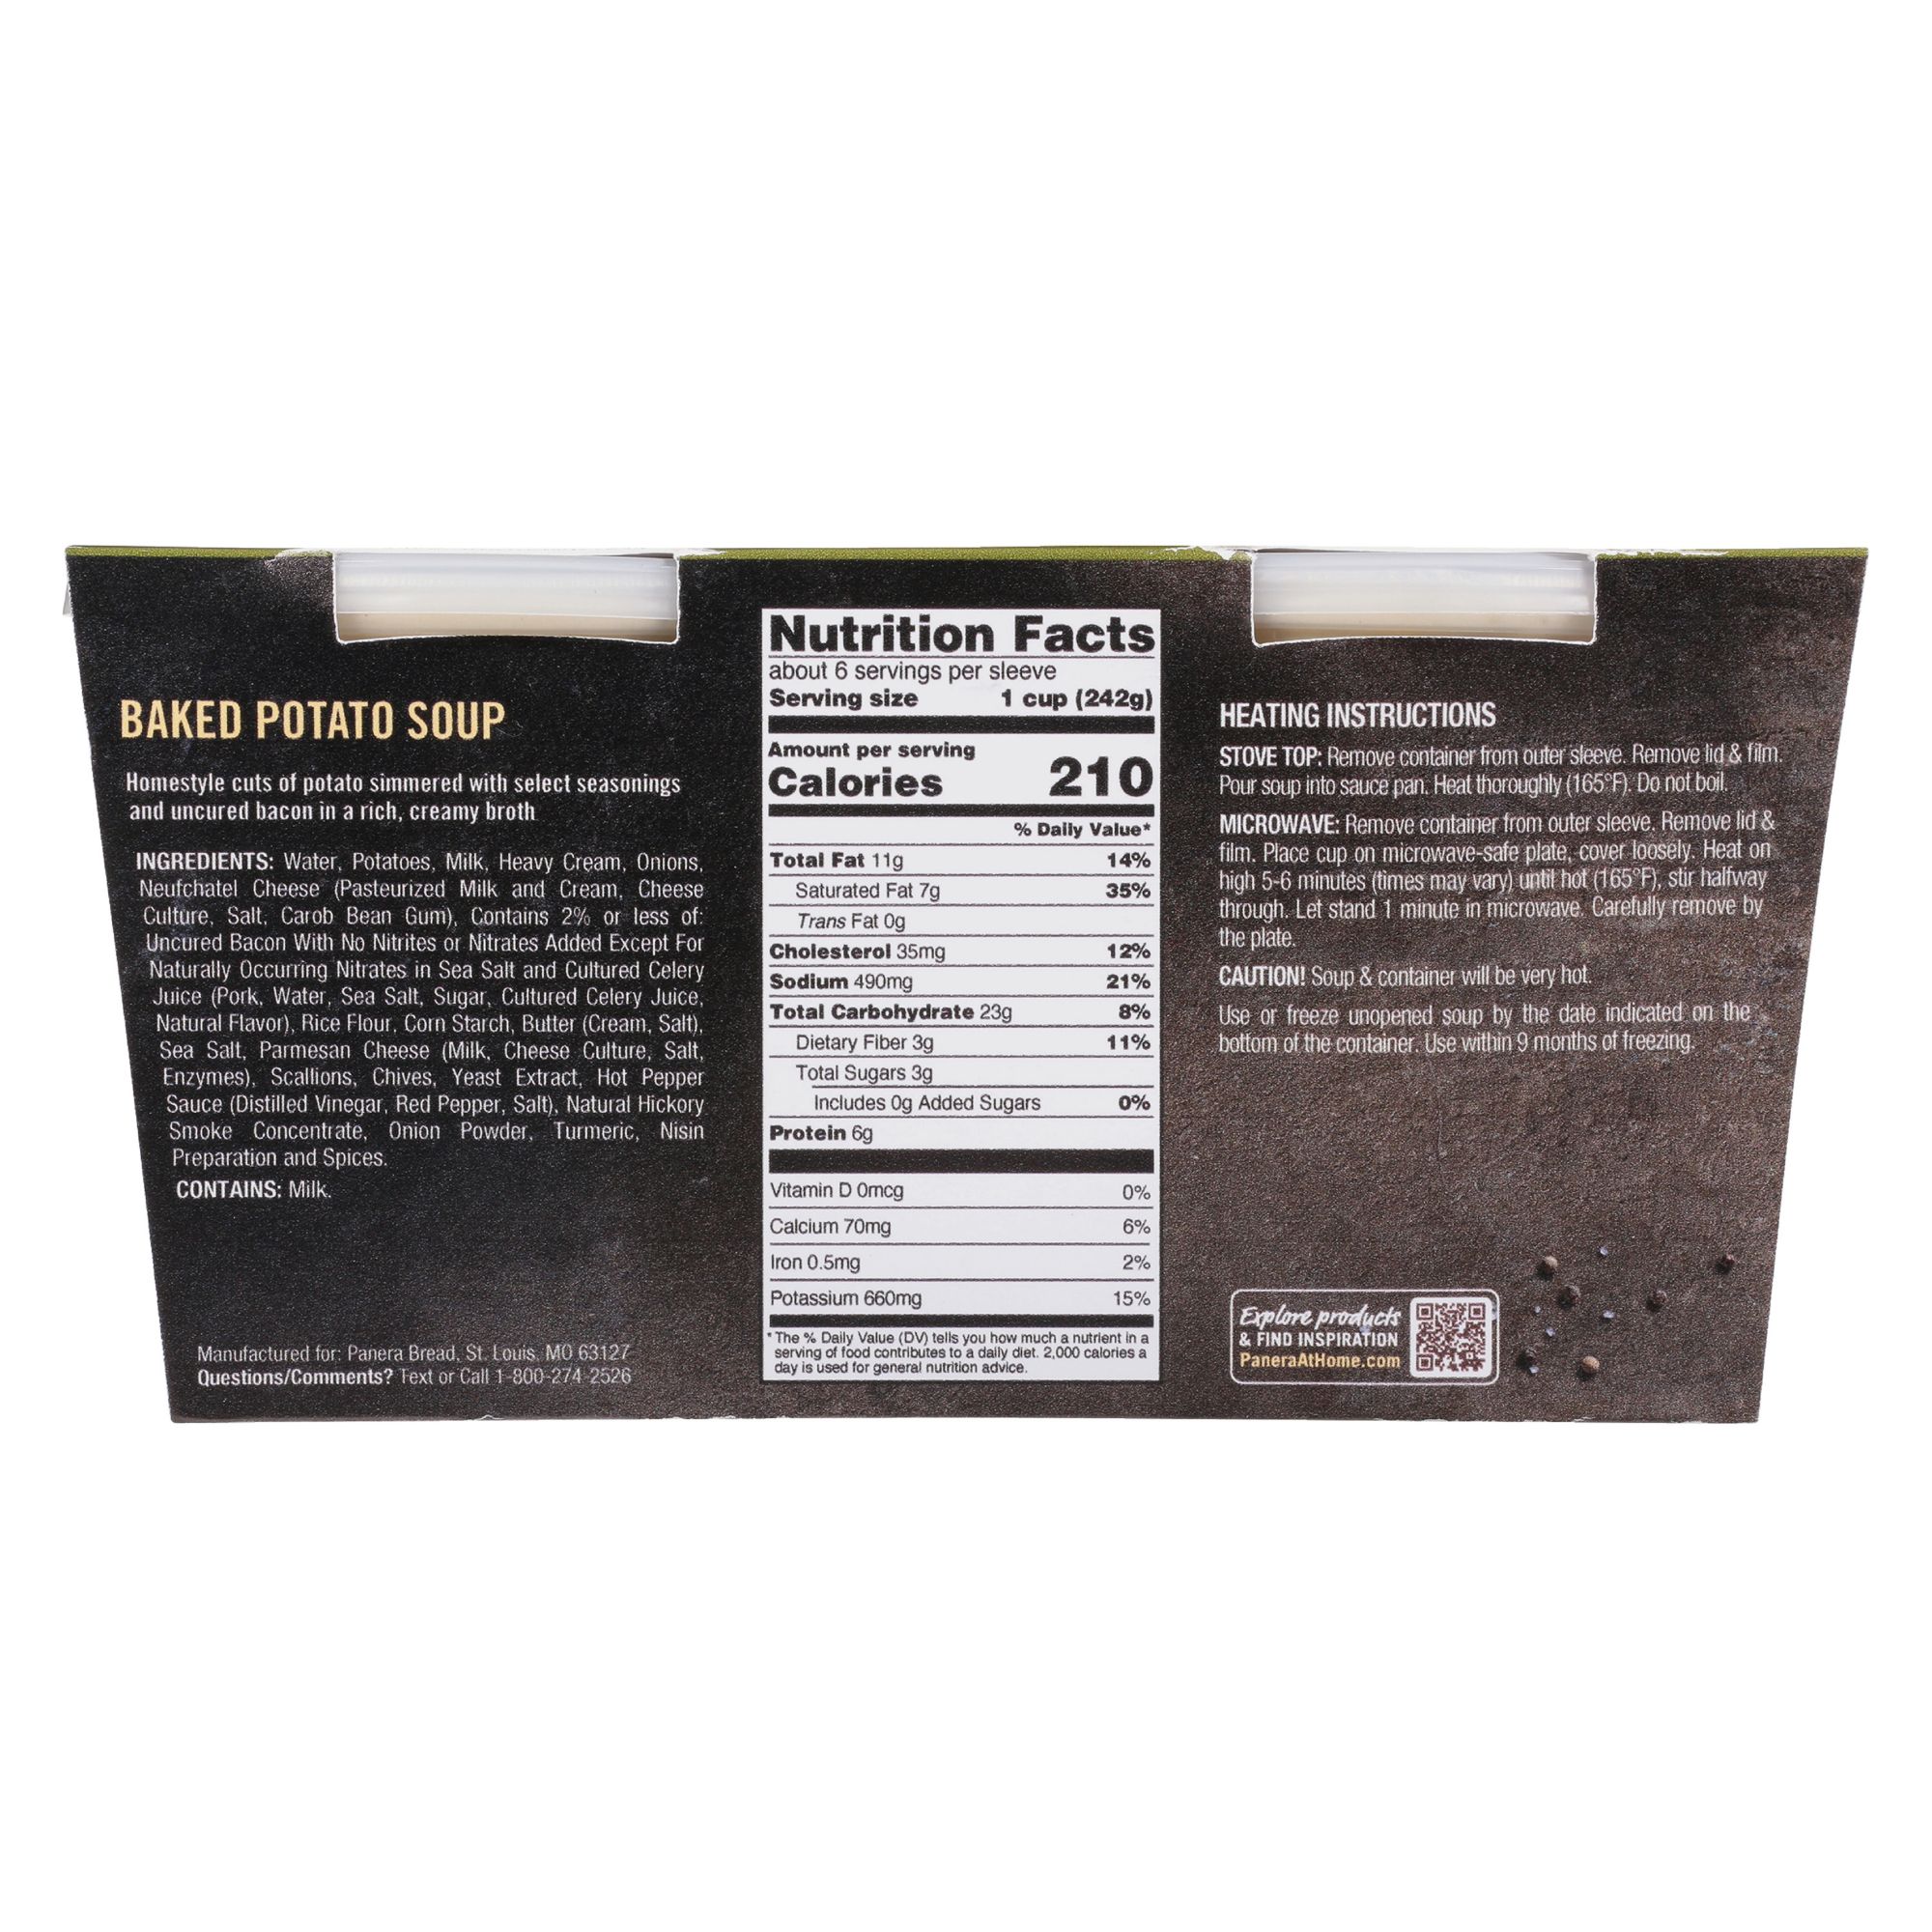 BAKED POTATO SOUP
Homestyle cuts of potato simmered with select seasonings
and uncured bacon in a rich, creamy broth
INGREDIENTS: Water, Potatoes, Milk, Heavy Cream, Onions,
Neufchatel Cheese (Pasteurized Milk and Cream, Cheese
Culture, Salt, Carob Bean Gum), Contains 2% or less of:
Uncured Bacon With No Nitrites or Nitrates Added Except For
Naturally Occurring Nitrates in Sea Salt and Cultured Celery
Juice (Pork, Water, Sea Salt, Sugar, Cultured Celery Juice,
Natural Flavor), Rice Flour, Corn Starch, Butter (Cream, Salt),
Sea Salt, Parmesan Cheese (Milk, Cheese Culture, Salt,
Enzymes), Scallions, Chives, Yeast Extract, Hot Pepper
Sauce (Distilled Vinegar, Red Pepper, Salt), Natural Hickory
Smoke Concentrate, Onion Powder, Turmeric, Nisin
Preparation and Spices.
CONTAINS: Milk.
Manufactured for: Panera Bread, St. Louis, MO 63127
Questions/Comments? Text or Call 1-800-274-2526
Nutrition Facts
about 6 servings per sleeve
Serving size 1 cup (242g)
Amount per serving
Calories 210
% Daily Value*
Total Fat 11g 14%
Saturated Fat 7g 35%
Trans Fat 0g
Cholesterol 35mg 12%
Sodium 490mg 21%
Total Carbohydrate 23g 8%
Dietary Fiber 3g 11%
Total Sugars 3g
Includes 0g Added Sugars 0%
Protein 6g
Vitamin D 0mcg 0%
Calcium 70mg 6%
Iron 0.5mg 2%
Potassium 660mg 15%
* The % Daily Value (DV) tells you how much a nutrient in a
serving of food contributes to a daily diet. 2,000 calories a
day is used for general nutrition advice.
HEATING INSTRUCTIONS
STOVE TOP: Remove container from outer sleeve. Remove lid & film.
Pour soup into sauce pan. Heat thoroughly (165°F). Do not boil.
MICROWAVE: Remove container from outer sleeve. Remove lid &
film. Place cup on microwave-safe plate, cover loosely. Heat on
high 5-6 minutes (times may vary) until hot (165°F), stir halfway
through. Let stand 1 minute in microwave. Carefully remove by
the plate.
CAUTION! Soup & container will be very hot.
Use or freeze unopened soup by the date indicated on the
bottom of the container. Use within 9 months of freezing.
Explore products
& FIND INSPIRATION
PaneraAtHome.com